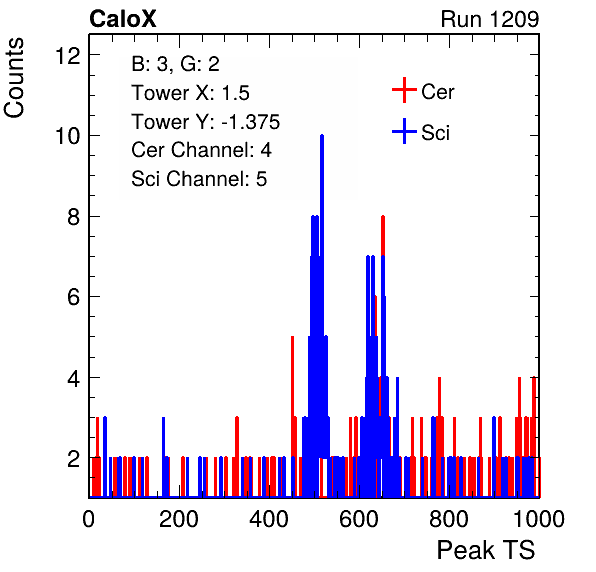 CaloX Run 1209
Counts
12
10
8
6
4
2
B: 3, G: 2
Tower X: 1.5
Tower Y: -1.375
Cer Channel: 4
Sci Channel: 5
Cer
Sci
0 200 400 600 800 1000
Peak TS